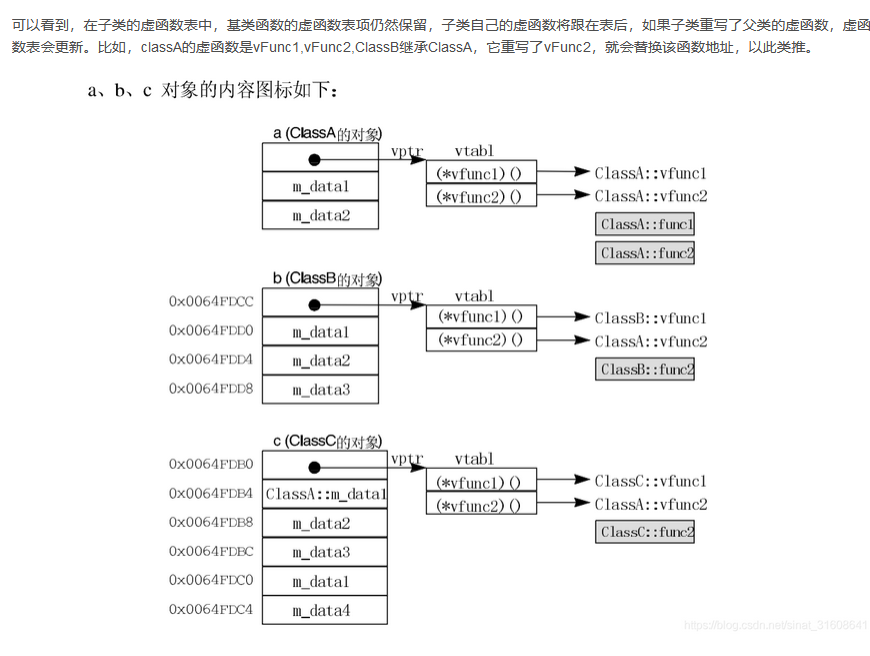 可以看到，在子类的虚函数表中，基类函数的虚函数表项仍然保留，子类自己的虚函数将跟在表后，如果子类重写了父类的虚函数，虚函
数表会更新。比如，classA的虚函数是vFunc1,vFunc2,ClassB继承ClassA，它重写了vFunc2，就会替换该函数地址，以此类推。
a、b、c 对象的内容图标如下：
a (ClassA的对象)
vptr
vtabl
(*vfunc1)()
ClassA::vfunc1
m_data1
(*vfunc2)()
ClassA::vfunc2
m_data2
ClassA::func1
ClassA::func2
b (ClassB的对象)
0x0064FDCC
vptr
vtabl
(*vfunc1)()
ClassB::vfunc1
0x0064FDD0
m_data1
(*vfunc2)()
ClassA::vfunc2
0x0064FDD4
m_data2
ClassB::func2
0x0064FDD8
m_data3
c (ClassC的对象)
0x0064FDB0
vptr
vtabl
(*vfunc1)()
ClassC::vfunc1
0x0064FDB4
ClassA::m_data1
(*vfunc2)()
ClassA::vfunc2
0x0064FDB8
m_data2
ClassC::func2
0x0064FDBC
m_data3
0x0064FDC0
m_data1
0x0064FDC4
m_data4
https://blog.csdn.net/sinat_31608641